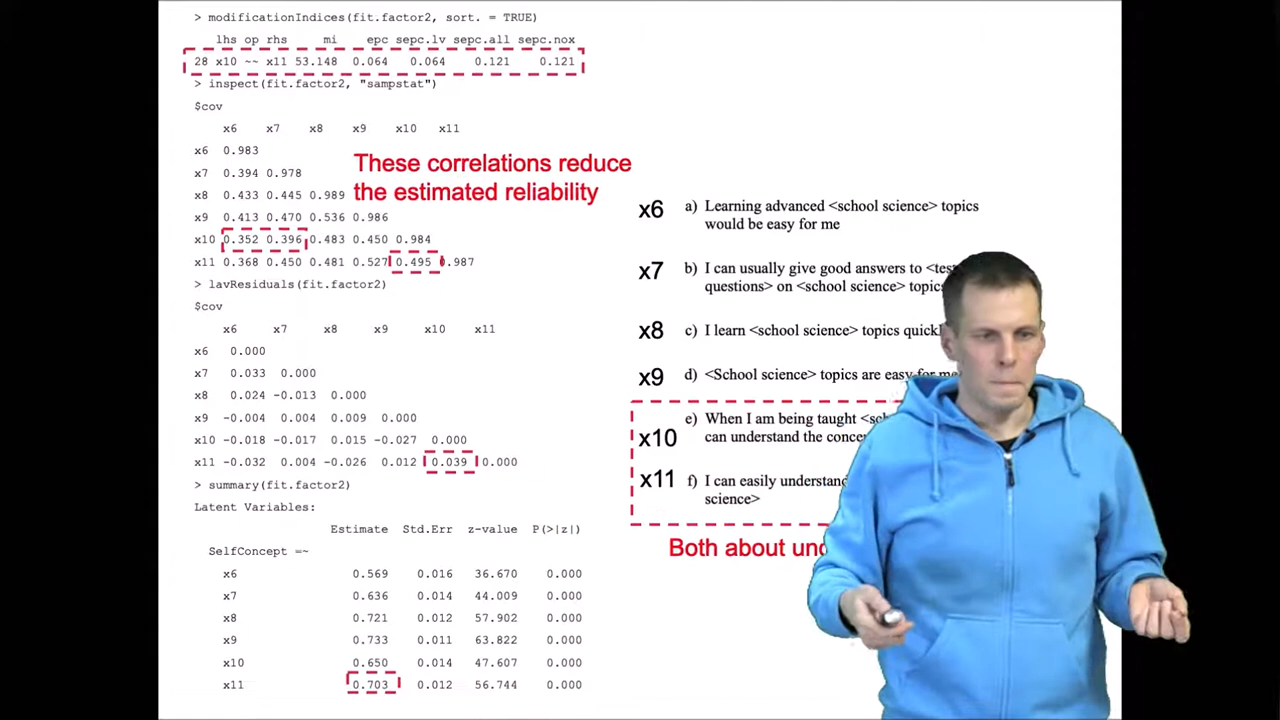 > modificationIndices(fit.factor2, sort. = TRUE)
lhs op rhs mi epc sepc.lv sepc.all sepc.nox
28 x10 ~~ x11 53.148 0.064 0.064 0.121 0.121
> inspect(fit.factor2, "sampstat")
$cov
x6 x7 x8 x9 x10 x11
x6 0.983
x7 0.394 0.978
x8 0.433 0.445 0.989
x9 0.413 0.470 0.536 0.986
x10 0.352 0.396 0.483 0.450 0.984
x11 0.368 0.450 0.481 0.527 0.495 0.987
> lavResiduals(fit.factor2)
$cov
x6 x7 x8 x9 x10 x11
x6 0.000
x7 0.033 0.000
x8 0.024 -0.013 0.000
x9 -0.004 0.004 0.009 0.000
x10 -0.018 -0.017 0.015 -0.027 0.000
x11 -0.032 0.004 -0.026 0.012 0.039 0.000
> summary(fit.factor2)
Latent Variables:
Estimate Std.Err z-value P(>|z|)
SelfConcept =~
x6 0.569 0.016 36.670 0.000
x7 0.636 0.014 44.009 0.000
x8 0.721 0.012 57.902 0.000
x9 0.733 0.011 63.822 0.000
x10 0.650 0.014 47.607 0.000
x11 0.703 0.012 56.744 0.000
These correlations reduce
the estimated reliability
x6 a) Learning advanced <school science> topics
would be easy for me
x7 b) I can usually give good answers to
questions> on <school science>
x8 c) I learn <school science> topics
x9 d) <School science> topics are easy for me
x10 e) When I am being taught
can understand the
x11 f) I can easily
science>
Both about